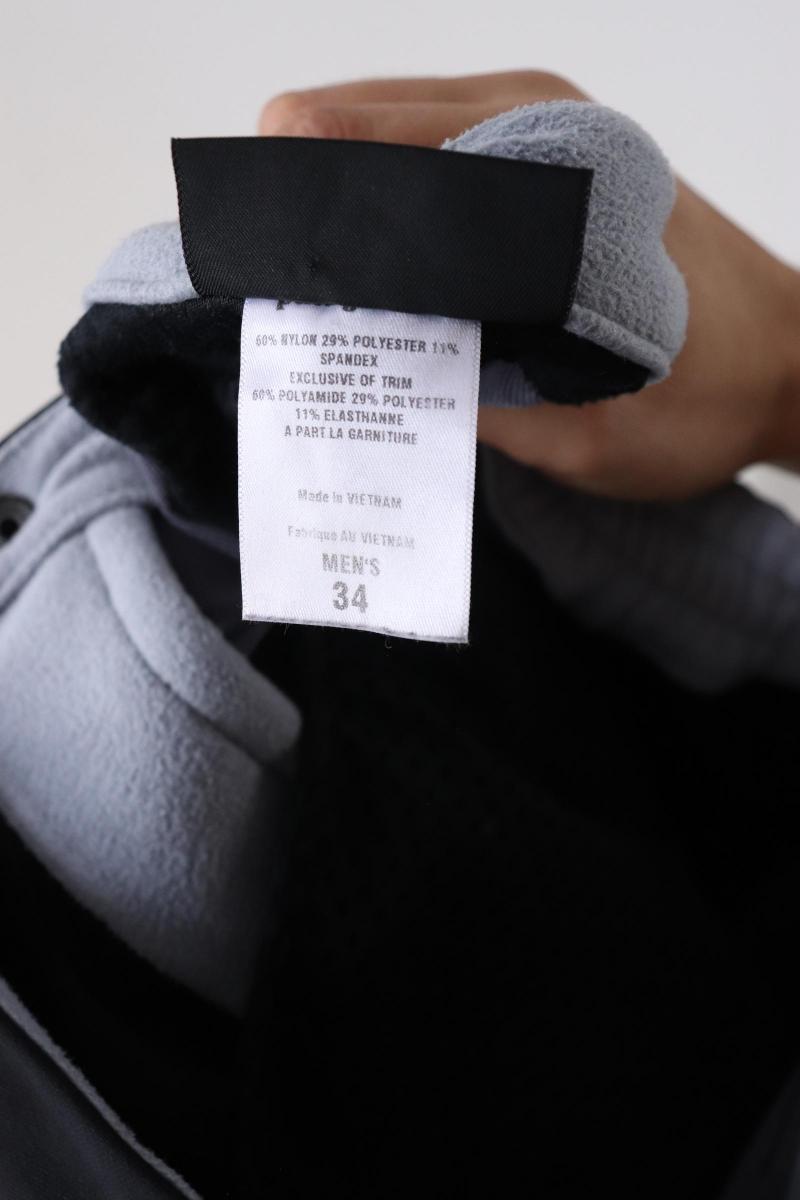 60% NYLON 29% POLYESTER 11%
SPANDEX
EXCLUSIVE OF TRIM
60% POLYAMIDE 29% POLYESTER
11% ELASTHANNE
A PART LA GARNITURE
Made in VIETNAM
Fabrique AU VIETNAM
MEN'S
34